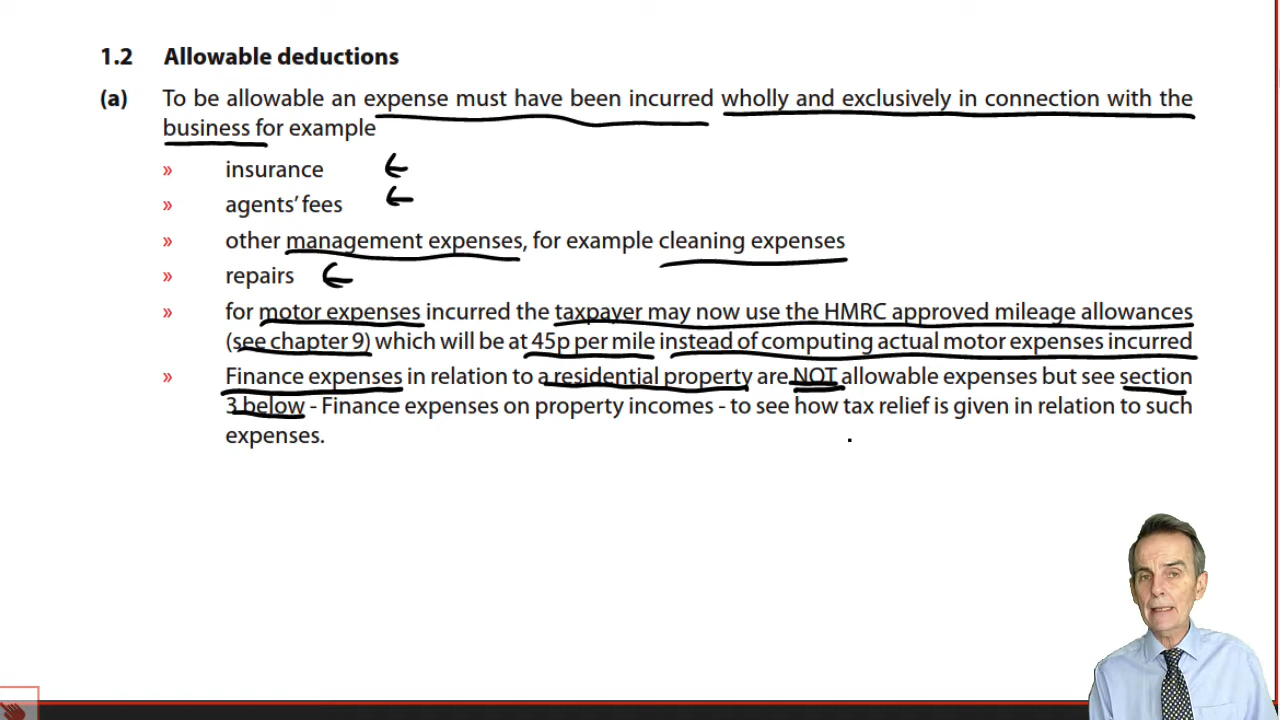 1.2 Allowable deductions
(a) To be allowable an expense must have been incurred wholly and exclusively in connection with the
business for example
» insurance
» agents' fees
» other management expenses, for example cleaning expenses
» repairs
» for motor expenses incurred the taxpayer may now use the HMRC approved mileage allowances
(see chapter 9) which will be at 45p per mile instead of computing actual motor expenses incurred
» Finance expenses in relation to a residential property are NOT allowable expenses but see section
3 below - Finance expenses on property incomes - to see how tax relief is given in relation to such
expenses.